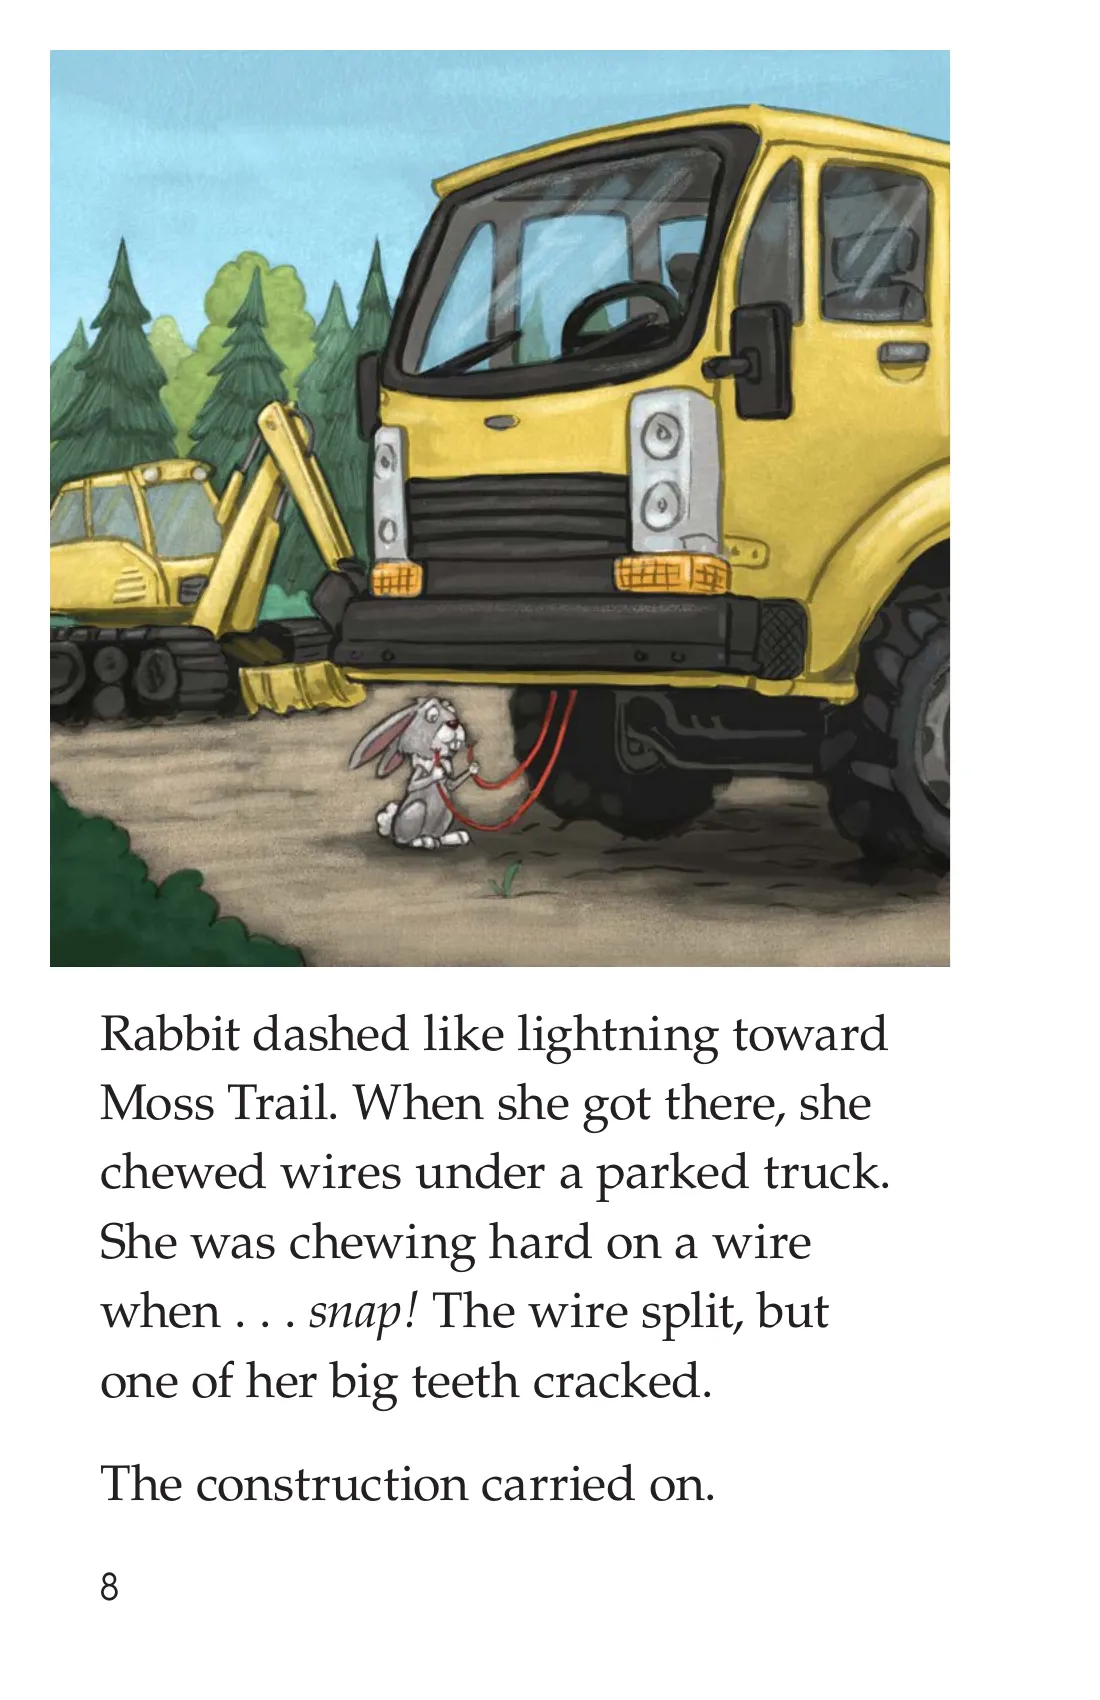 Rabbit dashed like lightning toward
Moss Trail. When she got there, she
chewed wires under a parked truck.
She was chewing hard on a wire
when . . . snap! The wire split, but
one of her big teeth cracked.
The construction carried on.
8